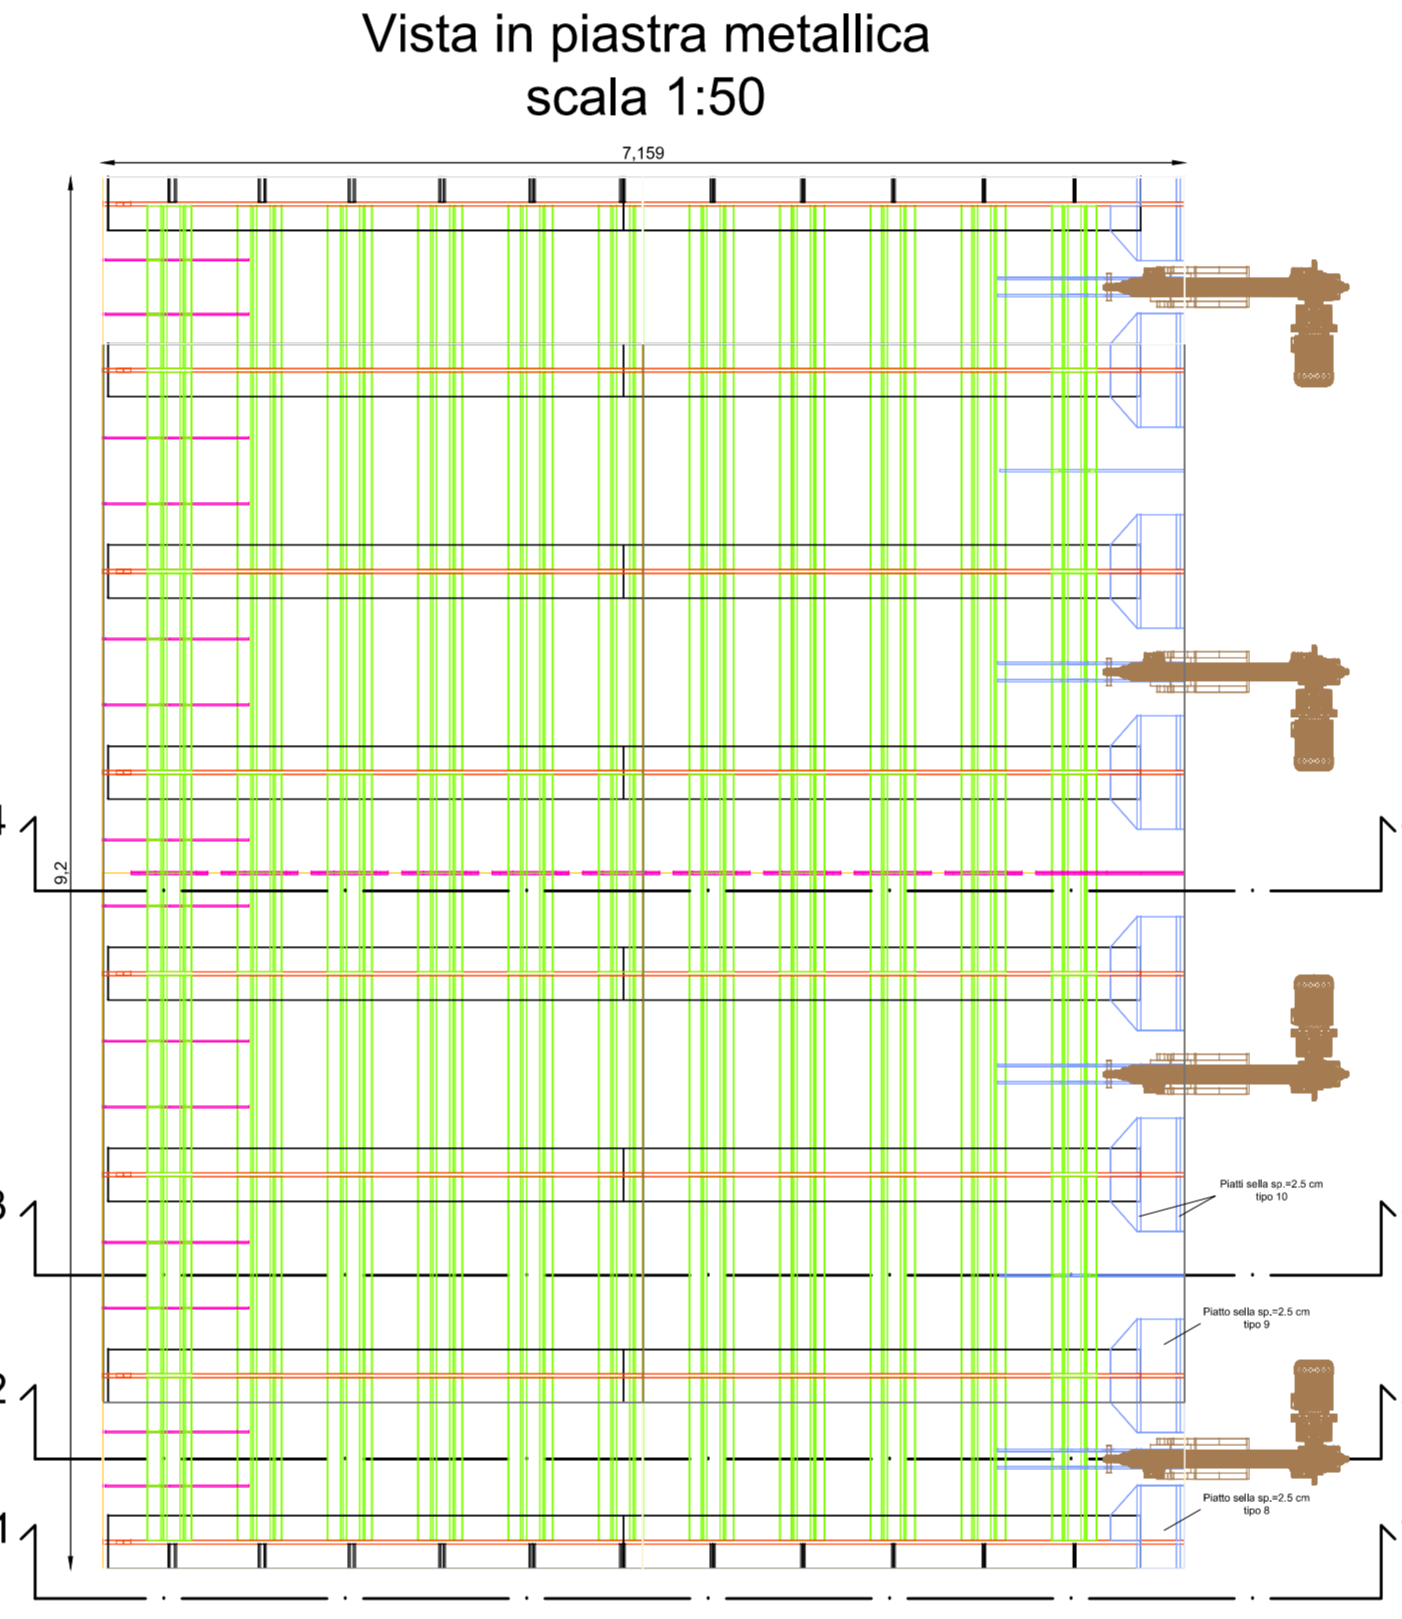 Vista in piastra metallica
scala 1:50
7,159
4
9,2
3
Piatti sella sp.=2.5 cm
tipo 10
Piatto sella sp.=2.5 cm
tipo 9
2
Piatto sella sp.=2.5 cm
tipo 8
1